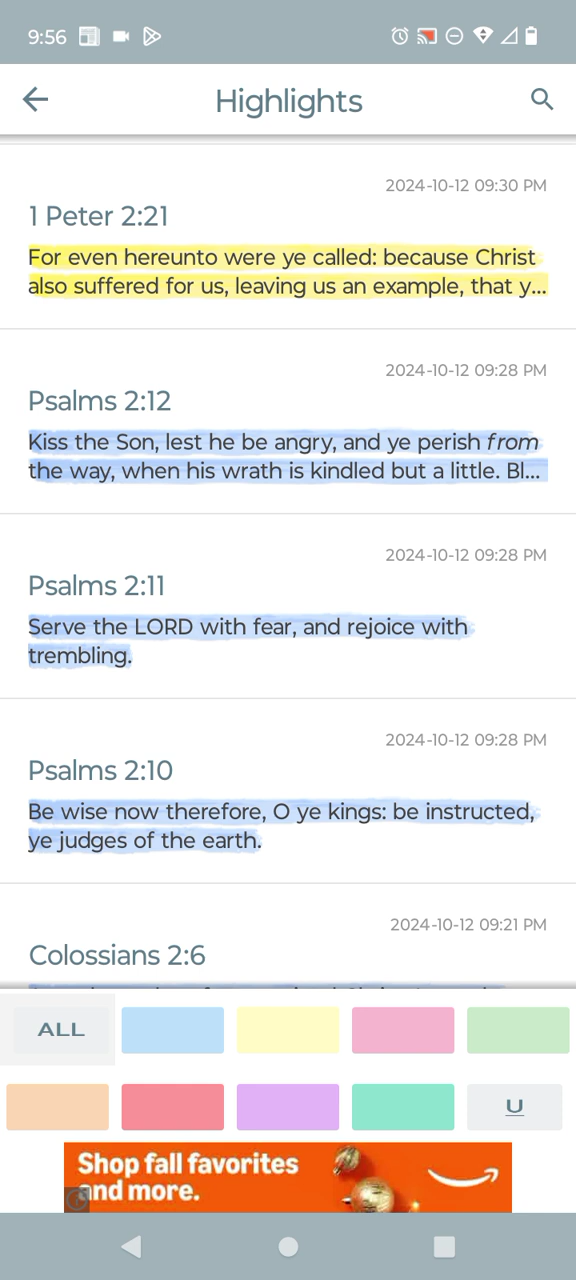 9:56
Highlights
2024-10-12 09:30 PM
1 Peter 2:21
For even hereunto were ye called: because Christ
also suffered for us, leaving us an example, that y...
2024-10-12 09:28 PM
Psalms 2:12
Kiss the Son, lest he be angry, and ye perish from
the way, when his wrath is kindled but a little. Bl...
2024-10-12 09:28 PM
Psalms 2:11
Serve the LORD with fear, and rejoice with
trembling.
2024-10-12 09:28 PM
Psalms 2:10
Be wise now therefore, O ye kings: be instructed,
ye judges of the earth.
2024-10-12 09:21 PM
Colossians 2:6
ALL
U
Shop fall favorites
and more.